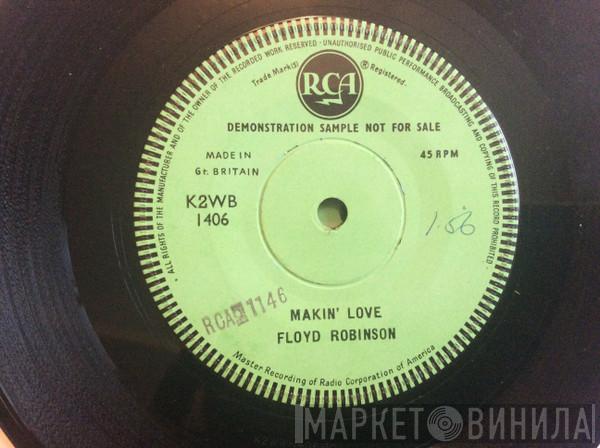 ALL RIGHTS OF THE MANUFACTURER AND OF THE OWNER OF THE RECORDED WORK RESERVED - UNAUTHORISED PUBLIC PERFORMANCE BROADCASTING AND COPYING OF THIS RECORD PROHIBITED
Trade Mark(s) ® Registered.
RCA
DEMONSTRATION SAMPLE NOT FOR SALE
MADE IN
Gt. BRITAIN
45 RPM
K2WB
1406
1.56
RCA 1146
MAKIN' LOVE
FLOYD ROBINSON
Master Recording of Radio Corporation of America
МАРКЕТ ВИНИЛА